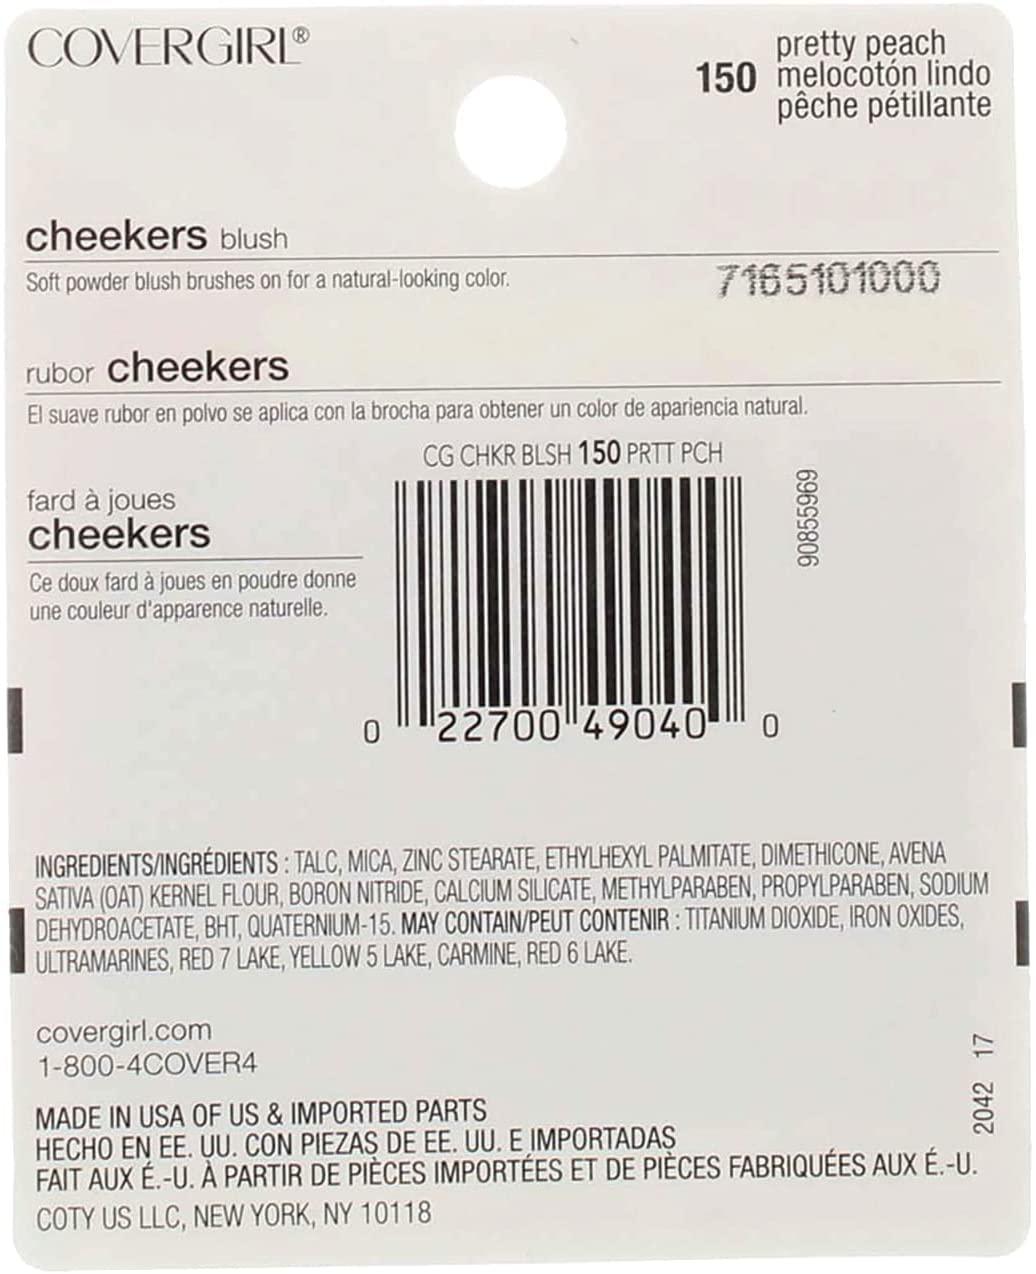 COVERGIRL®
150
pretty peach
melocotón lindo
pêche pétillante
cheekers blush
Soft powder blush brushes on for a natural-looking color.
7165101000
rubor cheekers
El suave rubor en polvo se aplica con la brocha para obtener un color de apariencia natural.
CG CHKR BLSH 150 PRTT PCH
fard à joues
cheekers
Ce doux fard à joues en poudre donne
une couleur d'apparence naturelle.
90855969
0 22700 49040 0
INGREDIENTS/INGRÉDIENTS : TALC, MICA, ZINC STEARATE, ETHYLHEXYL PALMITATE, DIMETHICONE, AVENA
SATIVA (OAT) KERNEL FLOUR, BORON NITRIDE, CALCIUM SILICATE, METHYLPARABEN, PROPYLPARABEN, SODIUM
DEHYDROACETATE, BHT, QUATERNIUM-15. MAY CONTAIN/PEUT CONTENIR : TITANIUM DIOXIDE, IRON OXIDES,
ULTRAMARINES, RED 7 LAKE, YELLOW 5 LAKE, CARMINE, RED 6 LAKE.
covergirl.com
1-800-4COVER4
2042 17
MADE IN USA OF US & IMPORTED PARTS
HECHO EN EE. UU. CON PIEZAS DE EE. UU. E IMPORTADAS
FAIT AUX É.-U. À PARTIR DE PIÈCES IMPORTÉES ET DE PIÈCES FABRIQUÉES AUX É.-U.
COTY US LLC, NEW YORK, NY 10118